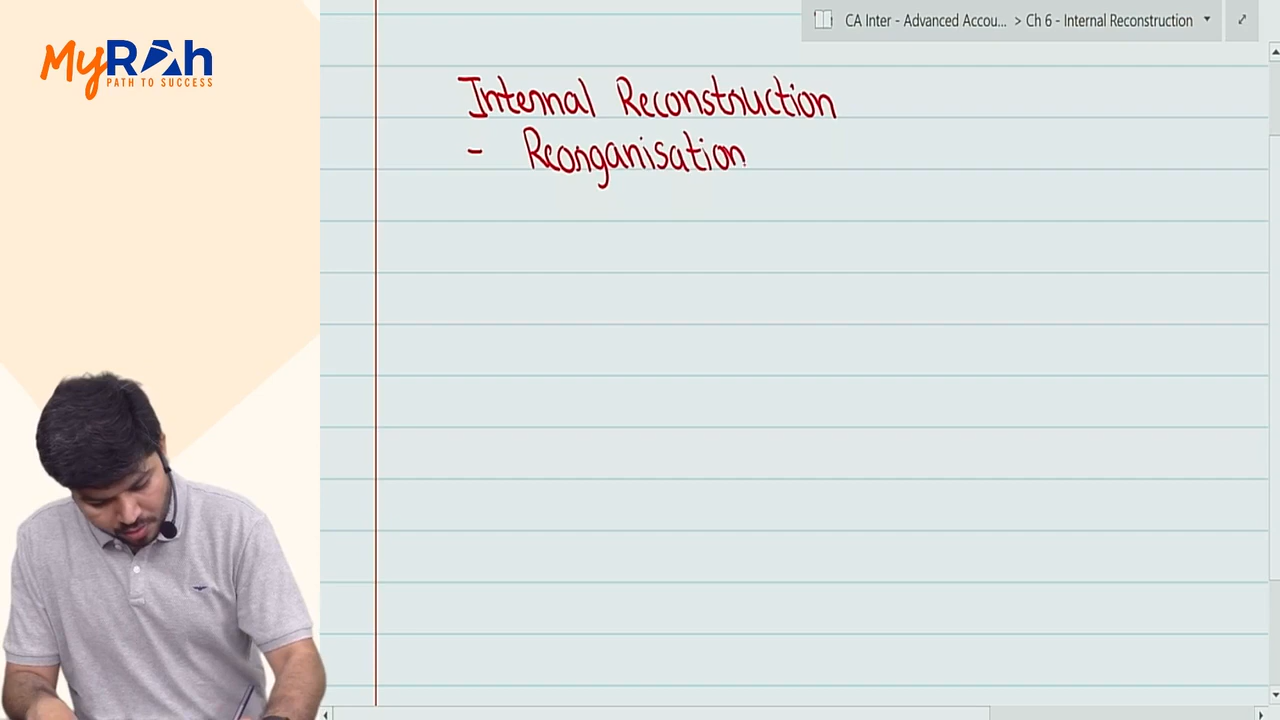 MyRAh
PATH TO SUCCESS
CA Inter - Advanced Accou... > Ch 6 - Internal Reconstruction
Internal Reconstruction
- Reorganisation